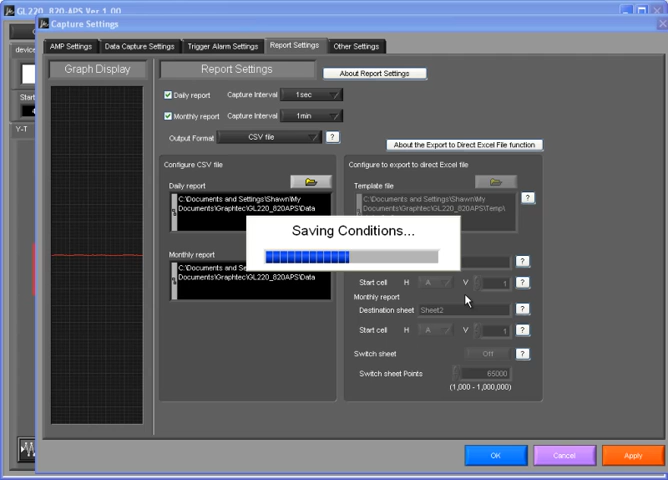 GL220_820-APS Ver 1.00
Capture Settings
AMP Settings
Data Capture Settings
Trigger Alarm Settings
Report Settings
Other Settings
device
Graph Display
Report Settings
About Report Settings
Start
Daily report
Capture Interval
1sec
Monthly report
Capture Interval
1min
Y-T
Output Format
CSV file
?
About the Export to Direct Excel File function
Configure CSV file
Configure to export to direct Excel file
Daily report
Template file
C:\Documents and Settings\Shawn\My
Documents\Graphtec\GL220_820APS\Data
C:\Documents and Settings\Shawn\My
Documents\Graphtec\GL220_820APS\Temp\
?
Saving Conditions...
Monthly report
?
C:\Documents and Se
Documents\Graphtec\GL220_820APS\Data
Start cell
H
A
V
1
?
Monthly report
Destination sheet
Sheet2
?
Start cell
H
A
V
1
?
Switch sheet
Off
?
Switch sheet Points
65000
(1,000 - 1,000,000)
OK
Cancel
Apply